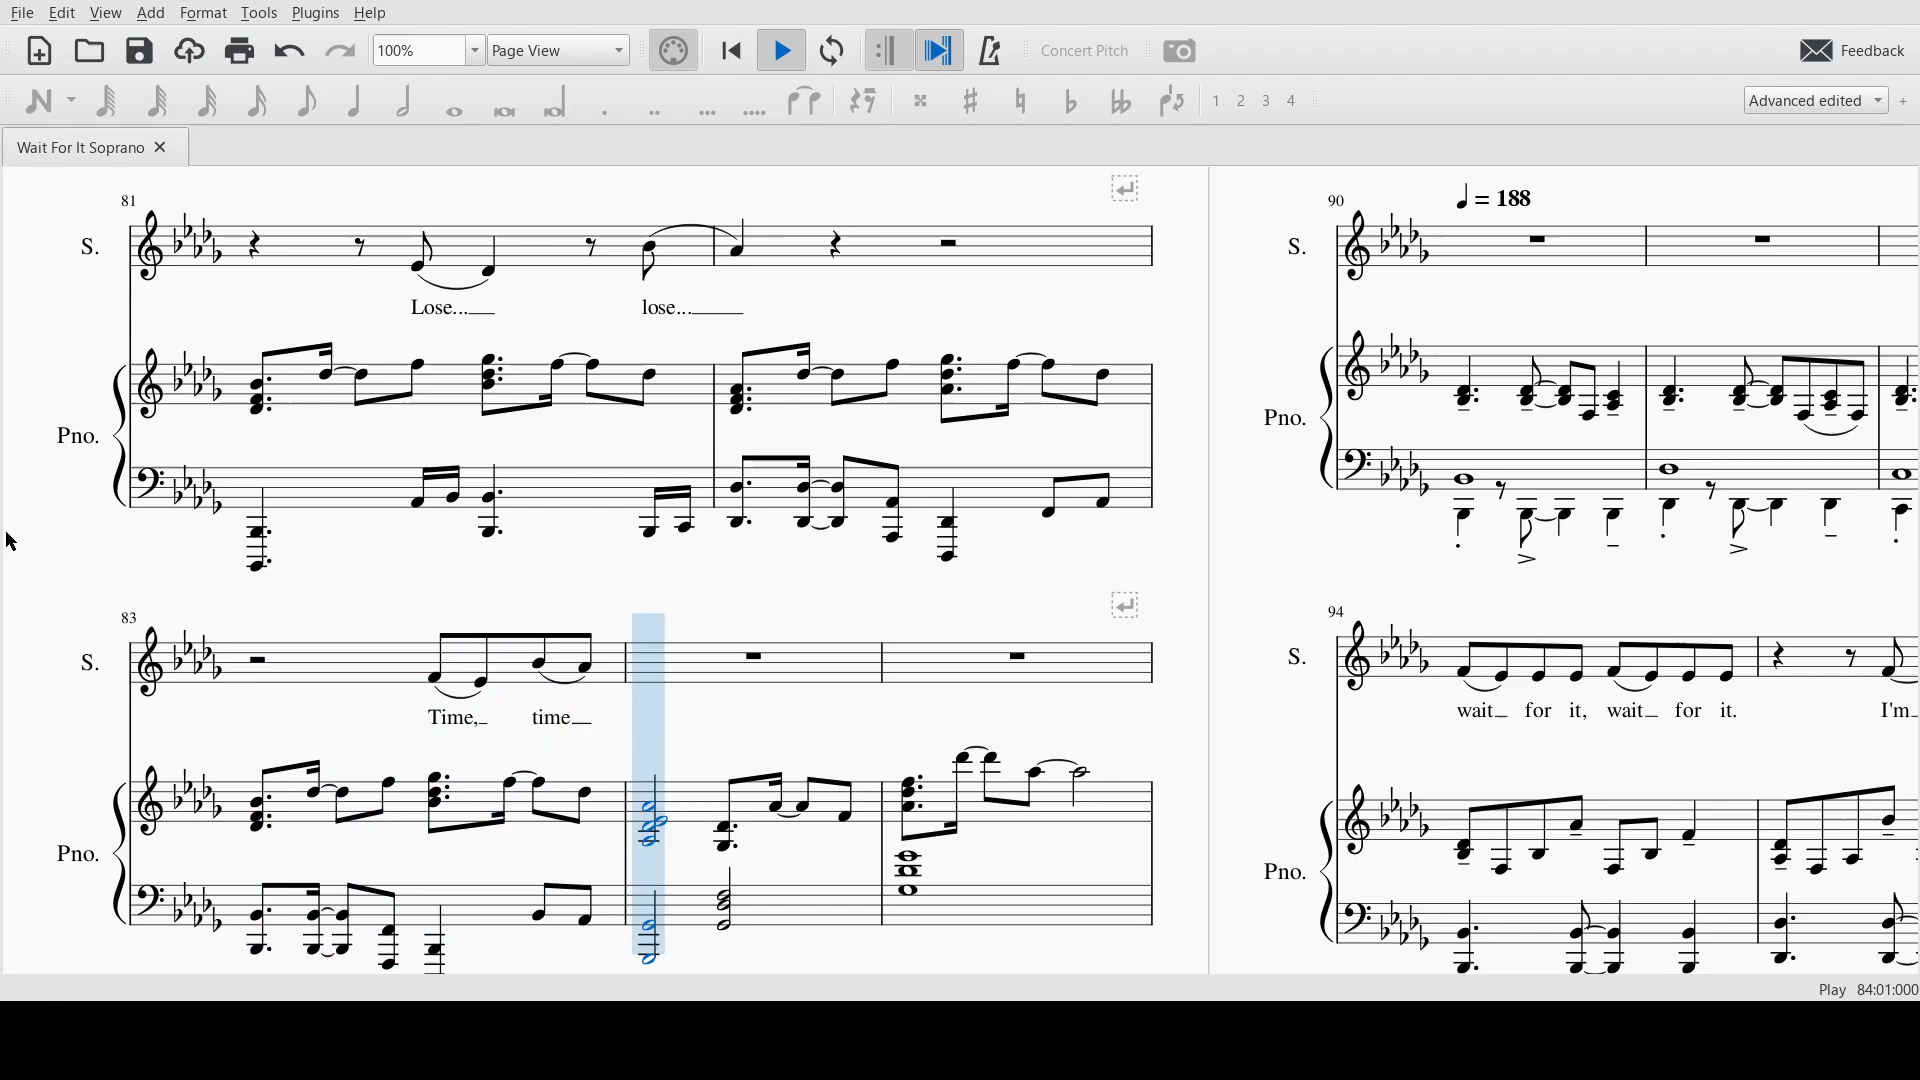 File Edit View Add Format Tools Plugins Help
100% Page View Concert Pitch Feedback
1 2 3 4 Advanced edited +
Wait For It Soprano
81
S.
Lose... lose...
Pno.
83
S.
Time, time
Pno.
90
= 188
S.
Pno.
94
S.
wait for it, wait for it. I'm
Pno.
Play 84:01:000